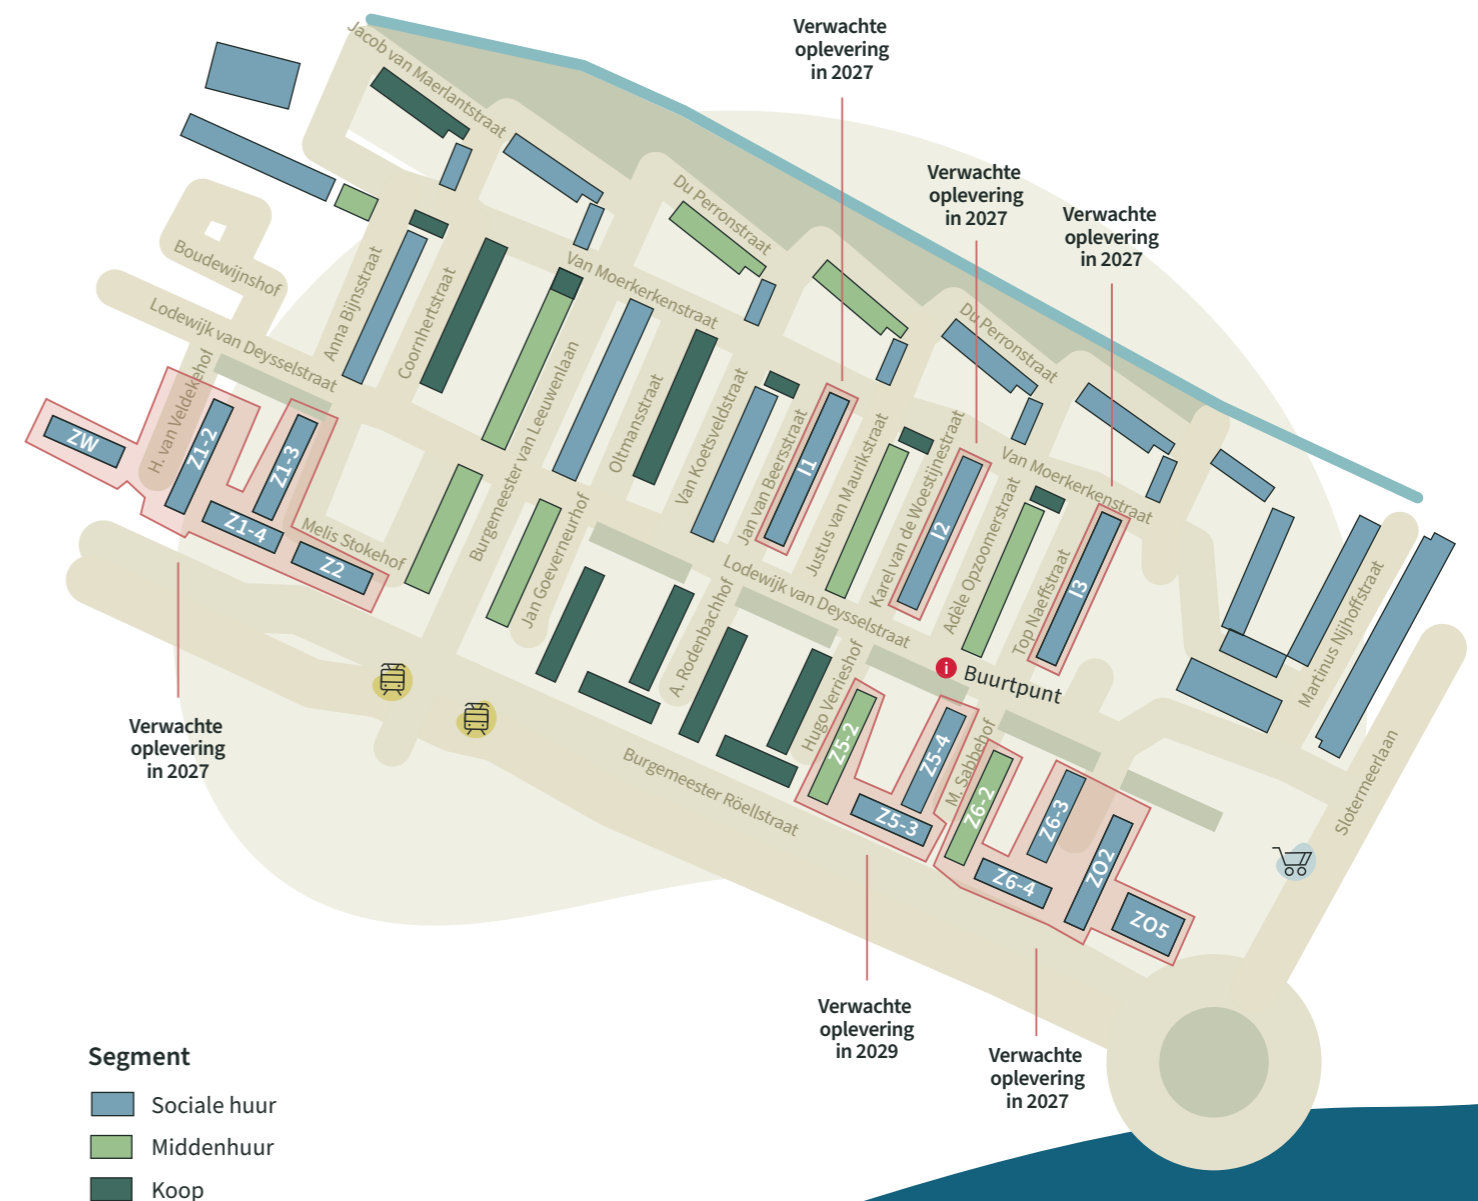 Verwachte
oplevering
in 2027
Jacob van Maerlantstraat
Verwachte
oplevering
in 2027
Du Perronstraat
Verwachte
oplevering
in 2027
Boudewijnshof
Van Moerkerkenstraat
Du Perronstraat
Lodewijk van Deysselstraat
Anna Bijnsstraat
Coornhertstraat
H. van Veldekehof
Burgemeester van Leeuwenlaan
Oltmansstraat
Van Koetsveldstraat
Jan van Beersstraat
Justus van Maurikstraat
Karel van de Woestijnestraat
Van Moerkerkenstraat
Adèle Opzoomerstraat
Top Naeffstraat
ZW
Z1-2
Z1-3
Z1-4
Z2
Melis Stokehof
Jan Goeverneurhof
I1
I2
I3
Lodewijk van Deysselstraat
A. Rodenbachhof
Hugo Verrieshof
i
Buurtpunt
Martinus Nijhoffstraat
Slotermeerlaan
Verwachte
oplevering
in 2027
Burgemeester Röellstraat
Z5-2
Z5-4
Z5-3
M. Sabbehof
Z6-2
Z6-3
Z6-4
ZO2
ZO5
Verwachte
oplevering
in 2029
Verwachte
oplevering
in 2027
Segment
Sociale huur
Middenhuur
Koop